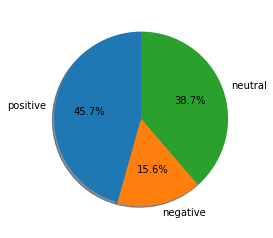 neutral
38.7%
positive
45.7%
15.6%
negative